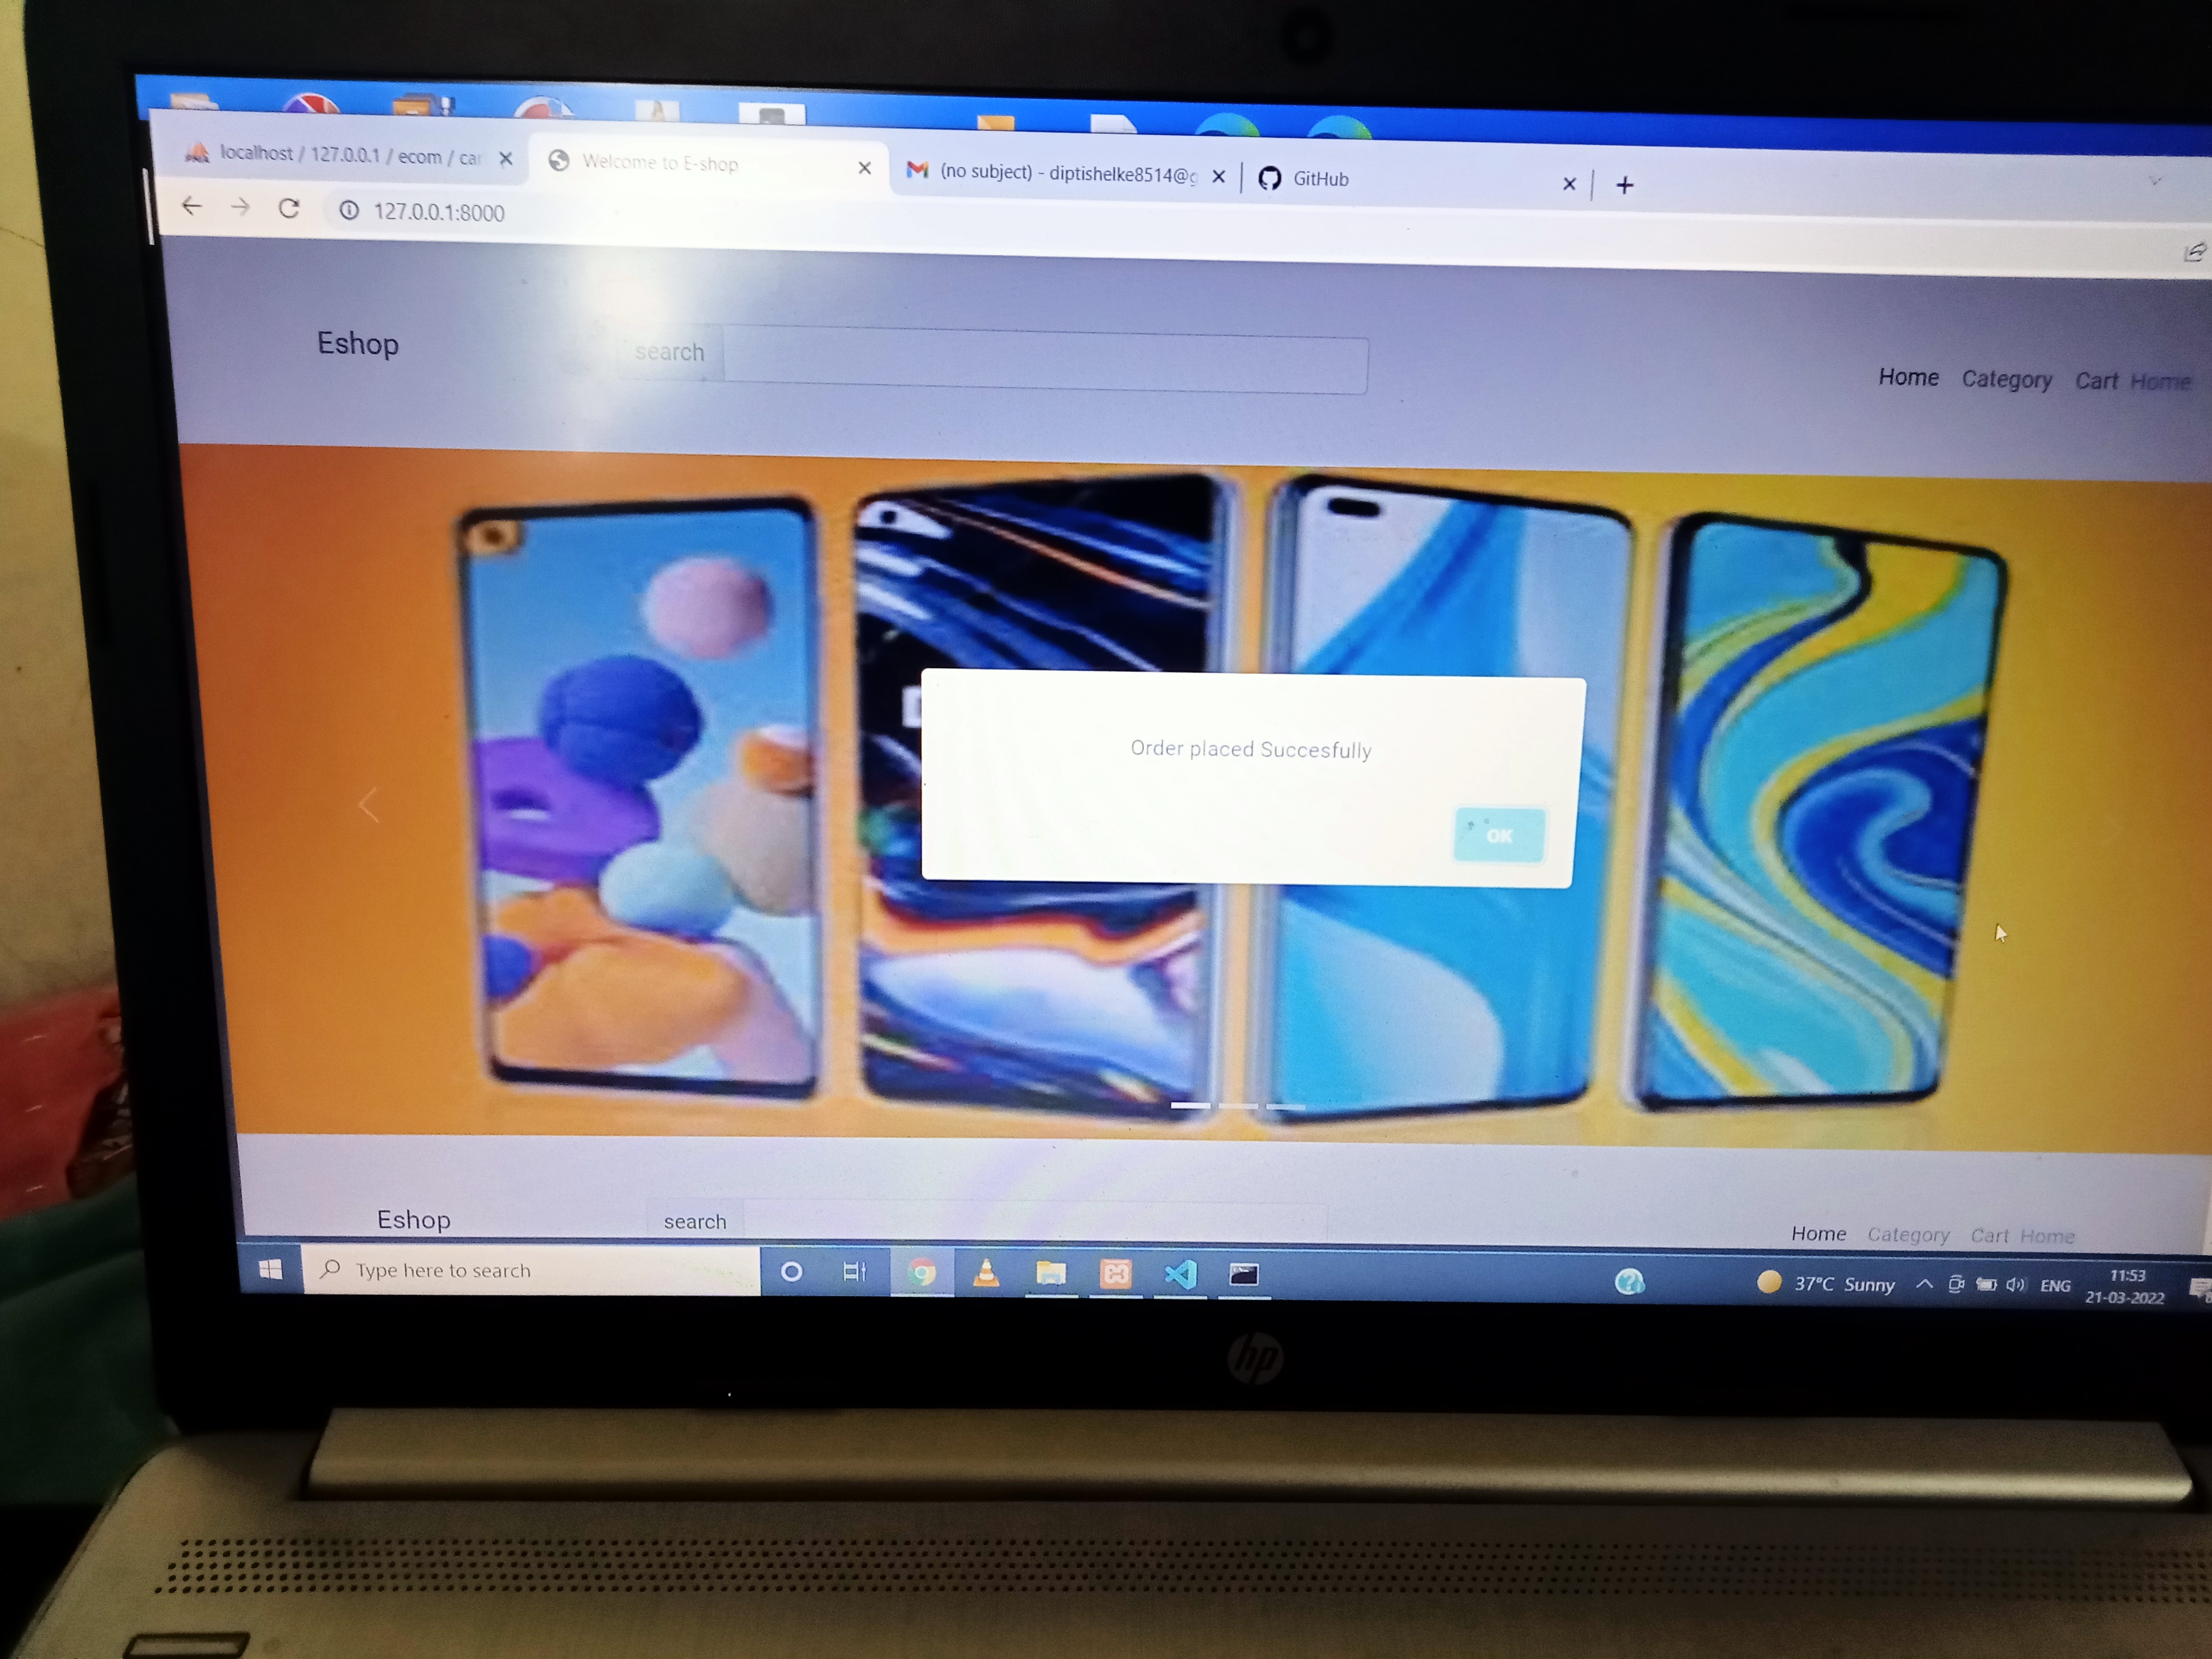 localhost / 127.0.0.1 / ecom / car
Welcome to E-shop
(no subject) - diptishelke8514@g
GitHub
127.0.0.1:8000
Eshop
search
Home Category Cart Home
Order placed Succesfully
OK
Eshop
search
Home Category Cart Home
Type here to search
37°C Sunny
ENG
11:53
21-03-2022
hp